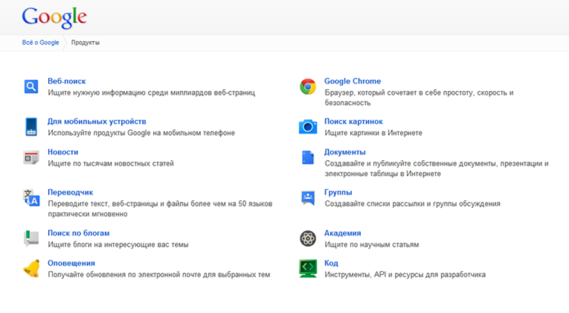 Google
Всё о Google
Продукты
Веб-поиск
Ищите нужную информацию среди миллиардов веб-страниц
Для мобильных устройств
Используйте продукты Google на мобильном телефоне
Новости
Ищите по тысячам новостных статей
Переводчик
Переводите текст, веб-страницы и файлы более чем на 50 языков
практически мгновенно
Поиск по блогам
Ищите блоги на интересующие вас темы
Оповещения
Получайте обновления по электронной почте для выбранных тем
Google Chrome
Браузер, который сочетает в себе простоту, скорость и
безопасность
Поиск картинок
Ищите картинки в Интернете
Документы
Создавайте и публикуйте собственные документы, презентации и
электронные таблицы в Интернете
Группы
Создавайте списки рассылки и группы обсуждения
Академия
Ищите по научным статьям
Код
Инструменты, API и ресурсы для разработчика